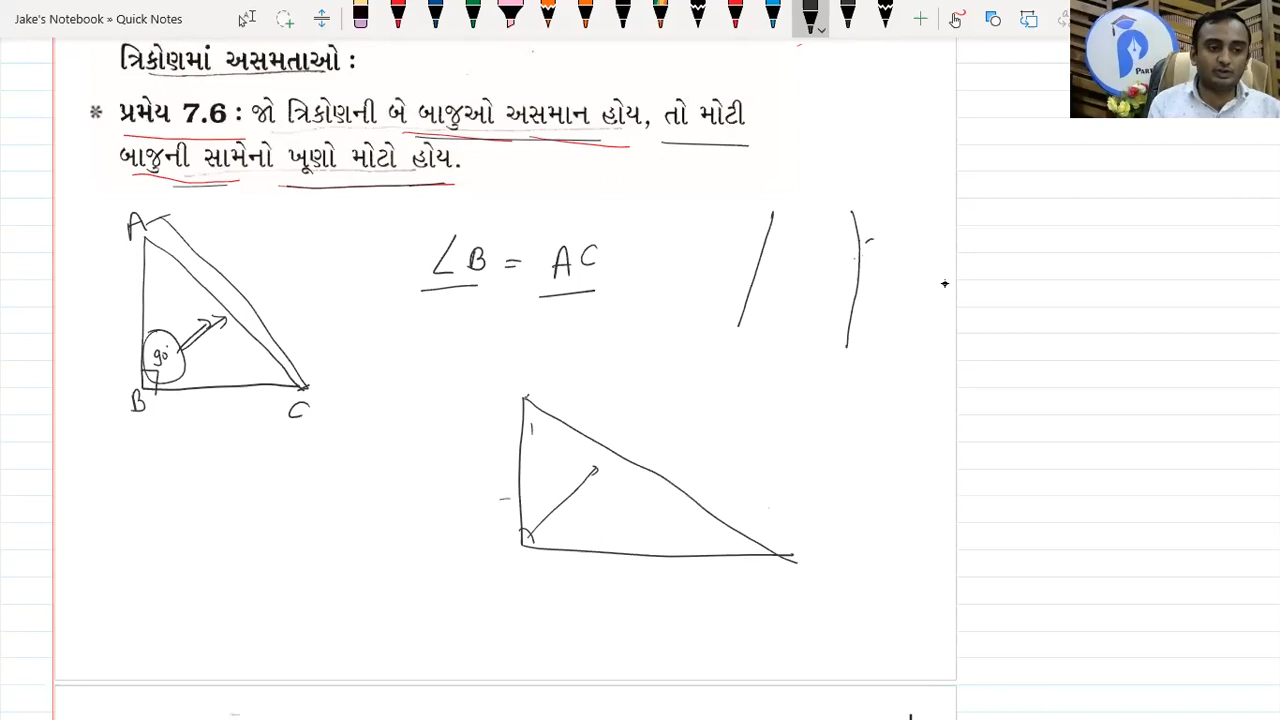 Jake's Notebook » Quick Notes
ત્રિકોણમાં અસમતાઓ :
* પ્રમેય 7.6 : જો ત્રિકોણની બે બાજુઓ અસમાન હોય, તો મોટી
બાજુની સામેનો ખૂણો મોટો હોય.
A
∠B = AC
90°
B
C